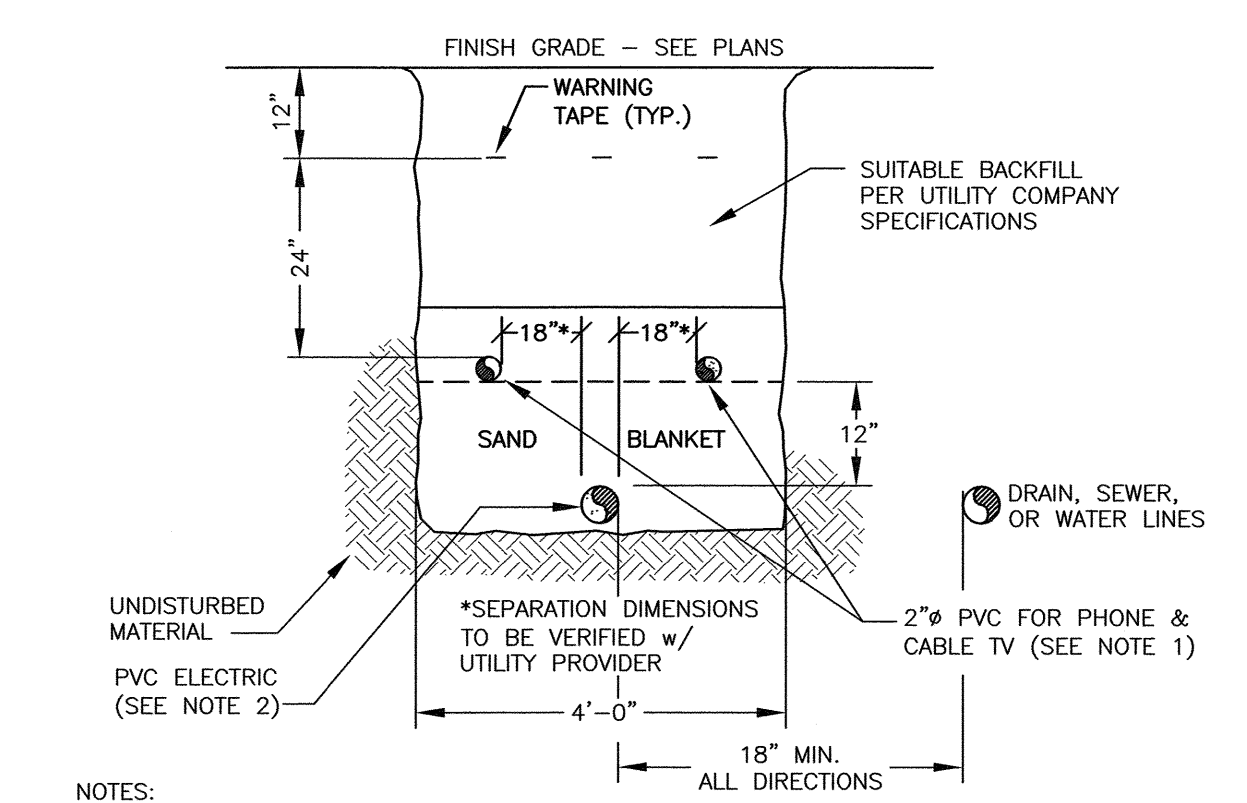 FINISH GRADE – SEE PLANS
12"
WARNING
TAPE (TYP.)
SUITABLE BACKFILL
PER UTILITY COMPANY
SPECIFICATIONS
24"
18"*
18"*
SAND
BLANKET
12"
DRAIN, SEWER,
OR WATER LINES
UNDISTURBED
MATERIAL
*SEPARATION DIMENSIONS
TO BE VERIFIED w/
UTILITY PROVIDER
2"ø PVC FOR PHONE &
CABLE TV (SEE NOTE 1)
PVC ELECTRIC
(SEE NOTE 2)
4'-0"
18" MIN.
ALL DIRECTIONS
NOTES: